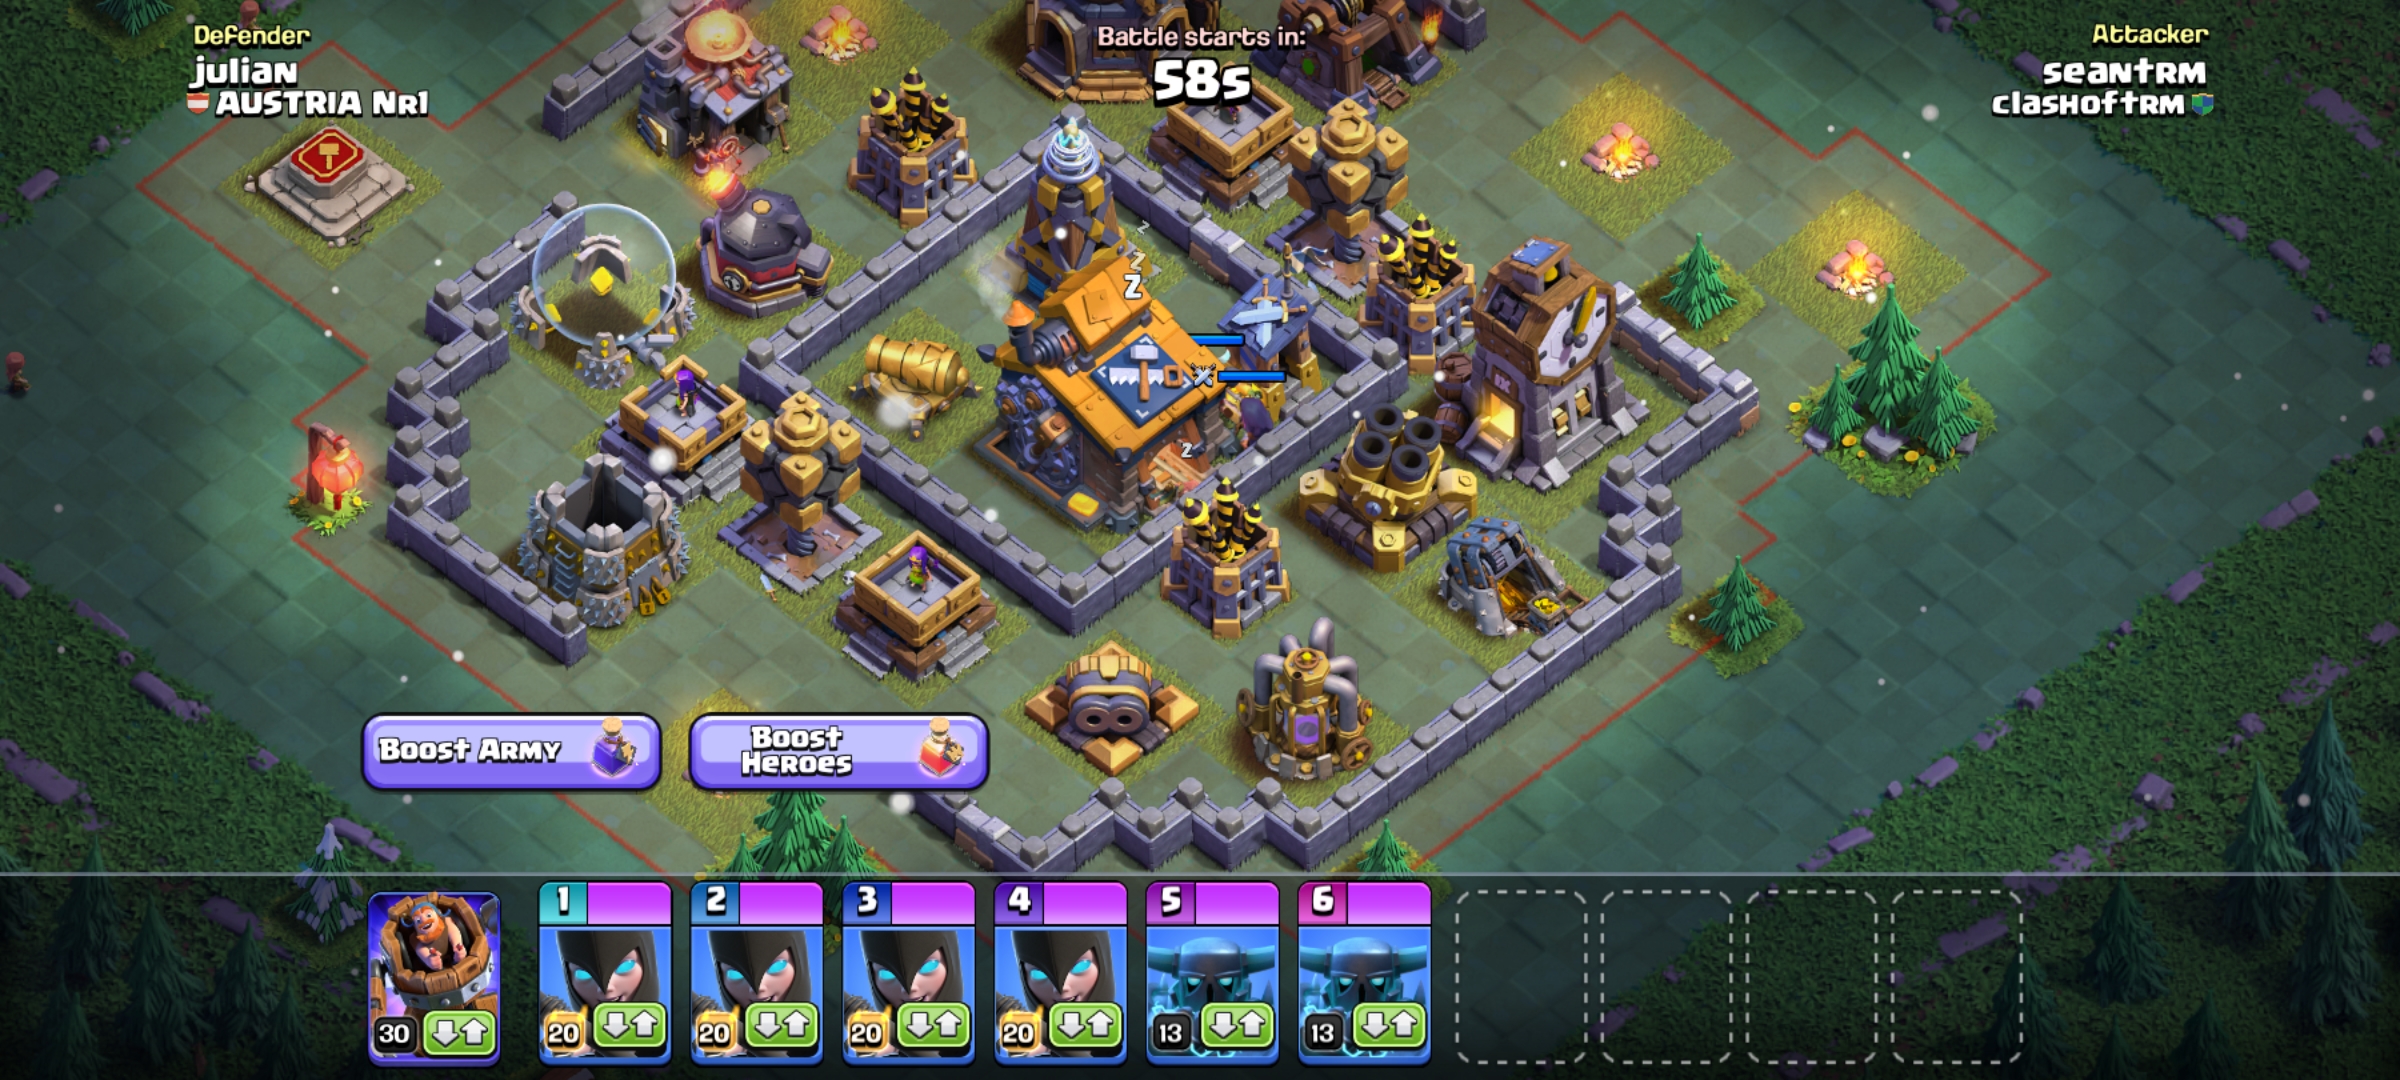 Defender
julian
AUSTRIA Nr1
Battle starts in:
58s
Attacker
seantRM
clashoftRM
z
z
z
z
Boost Army
Boost
Heroes
30
1
20
2
20
3
20
4
20
5
13
6
13